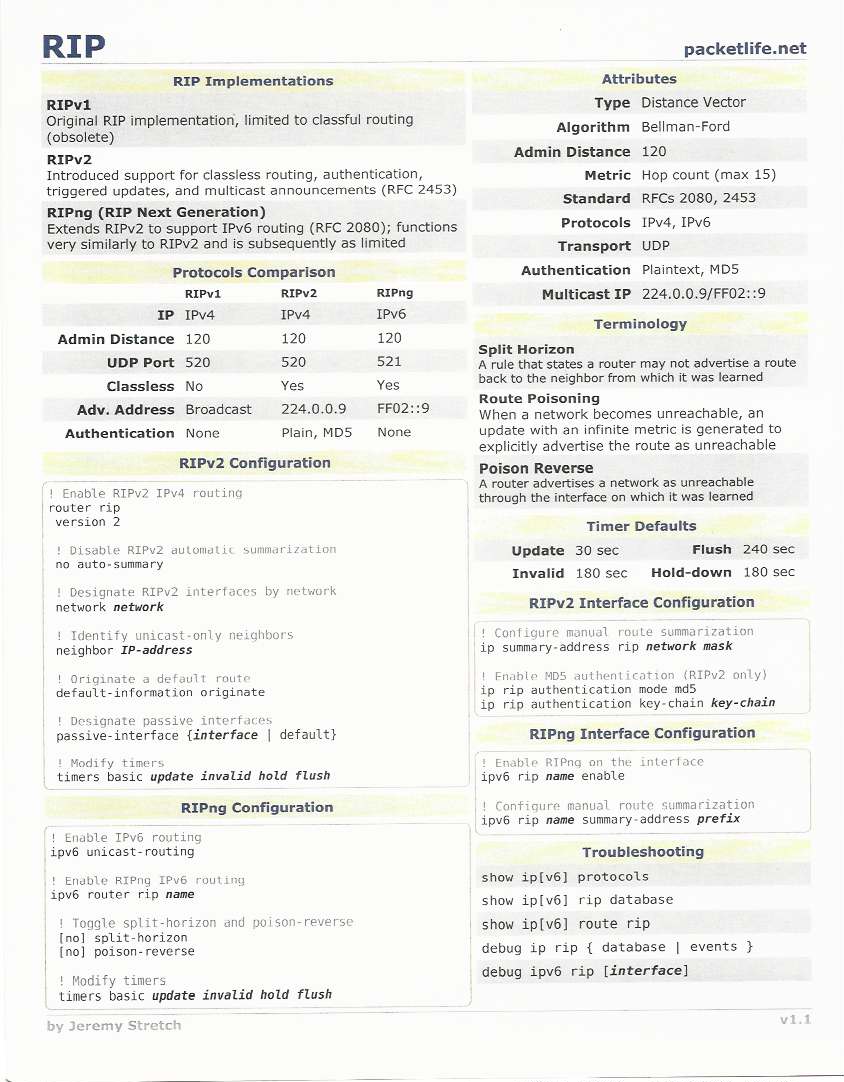 RIP
packetlife.net
RIP Implementations
RIPv1
Original RIP implementation, limited to classful routing
(obsolete)
RIPv2
Introduced support for classless routing, authentication,
triggered updates, and multicast announcements (RFC 2453)
RIPng (RIP Next Generation)
Extends RIPv2 to support IPv6 routing (RFC 2080); functions
very similarly to RIPv2 and is subsequently as limited
Protocols Comparison
RIPv1 RIPv2 RIPng
IP IPv4 IPv4 IPv6
Admin Distance 120 120 120
UDP Port 520 520 521
Classless No Yes Yes
Adv. Address Broadcast 224.0.0.9 FF02::9
Authentication None Plain, MD5 None
RIPv2 Configuration
! Enable RIPv2 IPv4 routing
router rip
version 2
! Disable RIPv2 automatic summarization
no auto-summary
! Designate RIPv2 interfaces by network
network network
! Identify unicast-only neighbors
neighbor IP-address
! Originate a default route
default-information originate
! Designate passive interfaces
passive-interface {interface | default}
! Modify timers
timers basic update invalid hold flush
RIPng Configuration
! Enable IPv6 routing
ipv6 unicast-routing
! Enable RIPng IPv6 routing
ipv6 router rip name
! Toggle split-horizon and poison-reverse
[no] split-horizon
[no] poison-reverse
! Modify timers
timers basic update invalid hold flush
Attributes
Type Distance Vector
Algorithm Bellman-Ford
Admin Distance 120
Metric Hop count (max 15)
Standard RFCs 2080, 2453
Protocols IPv4, IPv6
Transport UDP
Authentication Plaintext, MD5
Multicast IP 224.0.0.9/FF02::9
Terminology
Split Horizon
A rule that states a router may not advertise a route
back to the neighbor from which it was learned
Route Poisoning
When a network becomes unreachable, an
update with an infinite metric is generated to
explicitly advertise the route as unreachable
Poison Reverse
A router advertises a network as unreachable
through the interface on which it was learned
Timer Defaults
Update 30 sec Flush 240 sec
Invalid 180 sec Hold-down 180 sec
RIPv2 Interface Configuration
! Configure manual route summarization
ip summary-address rip network mask
! Enable MD5 authentication (RIPv2 only)
ip rip authentication mode md5
ip rip authentication key-chain key-chain
RIPng Interface Configuration
! Enable RIPng on the interface
ipv6 rip name enable
! Configure manual route summarization
ipv6 rip name summary-address prefix
Troubleshooting
show ip[v6] protocols
show ip[v6] rip database
show ip[v6] route rip
debug ip rip { database | events }
debug ipv6 rip [interface]
by Jeremy Stretch
v1.1